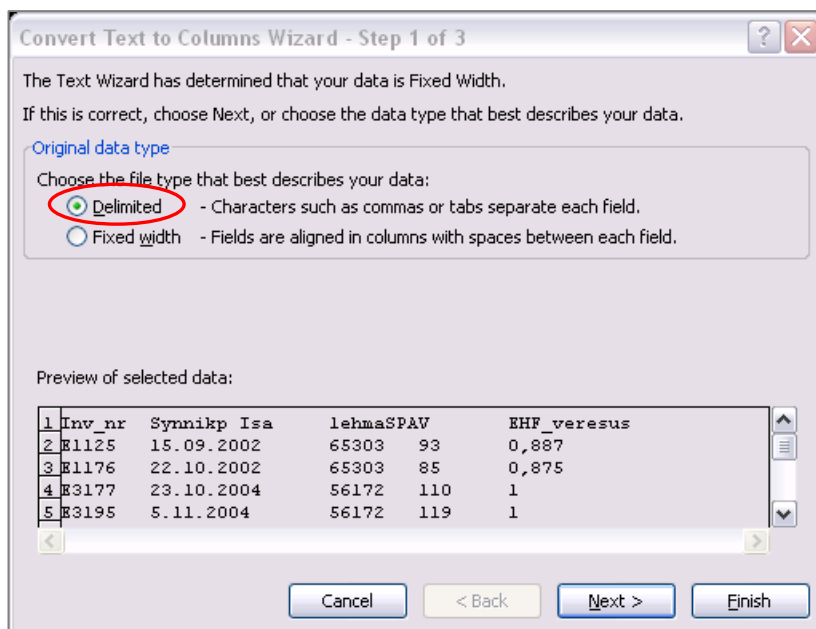 Convert Text to Columns Wizard - Step 1 of 3
The Text Wizard has determined that your data is Fixed Width.
If this is correct, choose Next, or choose the data type that best describes your data.
Original data type
Choose the file type that best describes your data:
Delimited - Characters such as commas or tabs separate each field.
Fixed width - Fields are aligned in columns with spaces between each field.
Preview of selected data:
1 Inv_nr Synnikp Isa lehmaSPAV EHF_veresus
2 E1125 15.09.2002 65303 93 0,887
3 E1176 22.10.2002 65303 85 0,875
4 E3177 23.10.2004 56172 110 1
5 E3195 5.11.2004 56172 119 1
Cancel < Back Next > Finish